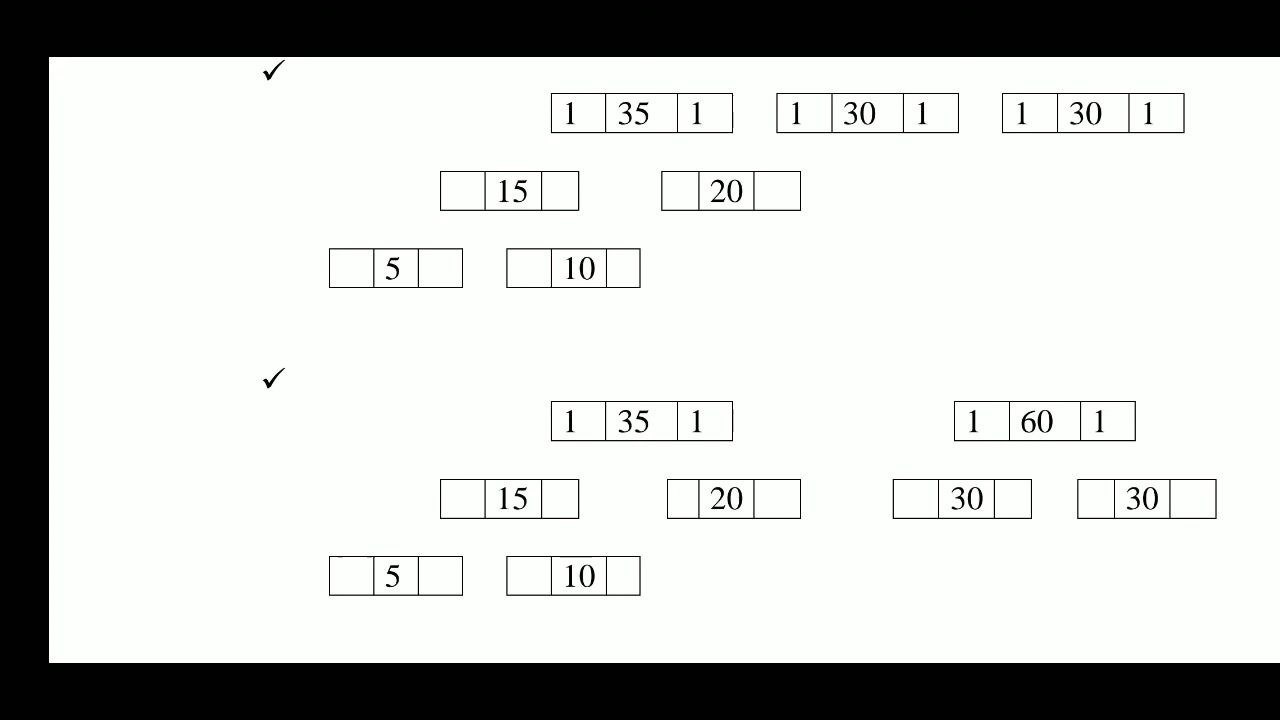 ✓
1 35 1 1 30 1 1 30 1
15 20
5 10
✓
1 35 1 1 60 1
15 20 30 30
5 10